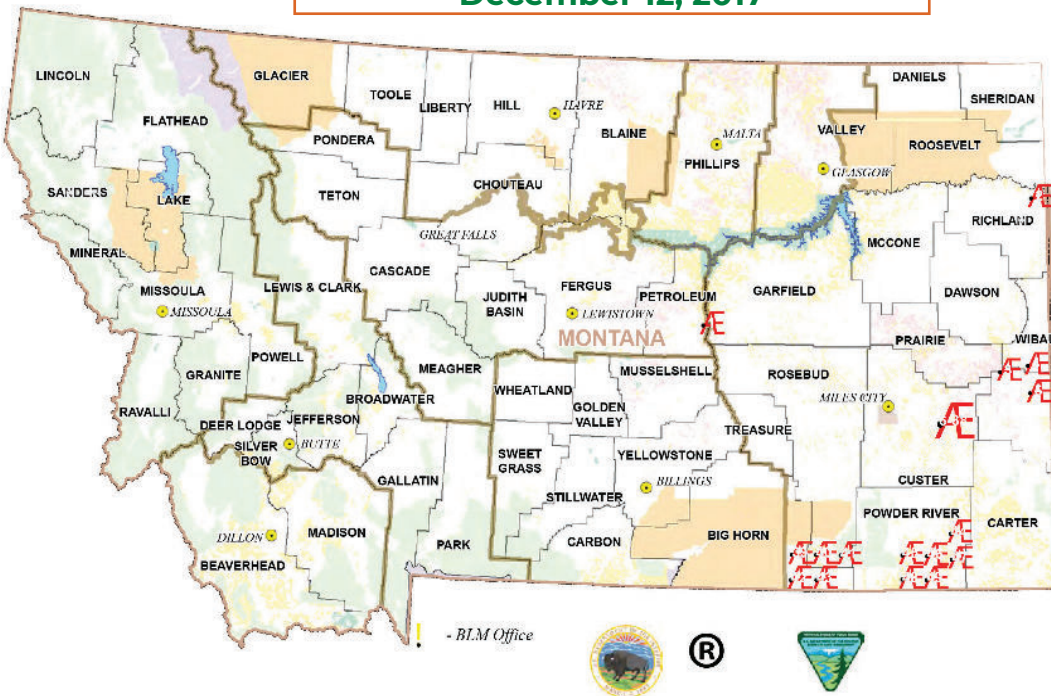 December 12, 2017
LINCOLN
GLACIER
DANIELS
TOOLE
LIBERTY
HILL
HAVRE
SHERIDAN
FLATHEAD
BLAINE
VALLEY
PONDERA
MALTA
PHILLIPS
ROOSEVELT
GLASGOW
SANDERS
LAKE
TETON
CHOUTEAU
Æ
RICHLAND
GREAT FALLS
MCCONE
MINERAL
CASCADE
MISSOULA
LEWIS & CLARK
FERGUS
PETROLEUM
GARFIELD
DAWSON
JUDITH
BASIN
MISSOULA
LEWISTOWN
Æ
MONTANA
PRAIRIE
WIBAU
POWELL
GRANITE
MEAGHER
MUSSELSHELL
ROSEBUD
Æ Æ
WHEATLAND
BROADWATER
GOLDEN
VALLEY
MILES CITY
Æ
RAVALLI
DEER LODGE
JEFFERSON
TREASURE
Æ
SILVER
BOW
BUTTE
SWEET
GRASS
YELLOWSTONE
GALLATIN
STILLWATER
BILLINGS
CUSTER
POWDER RIVER
DILLON
MADISON
PARK
CARBON
BIG HORN
CARTER
BEAVERHEAD
! - BLM Office
®